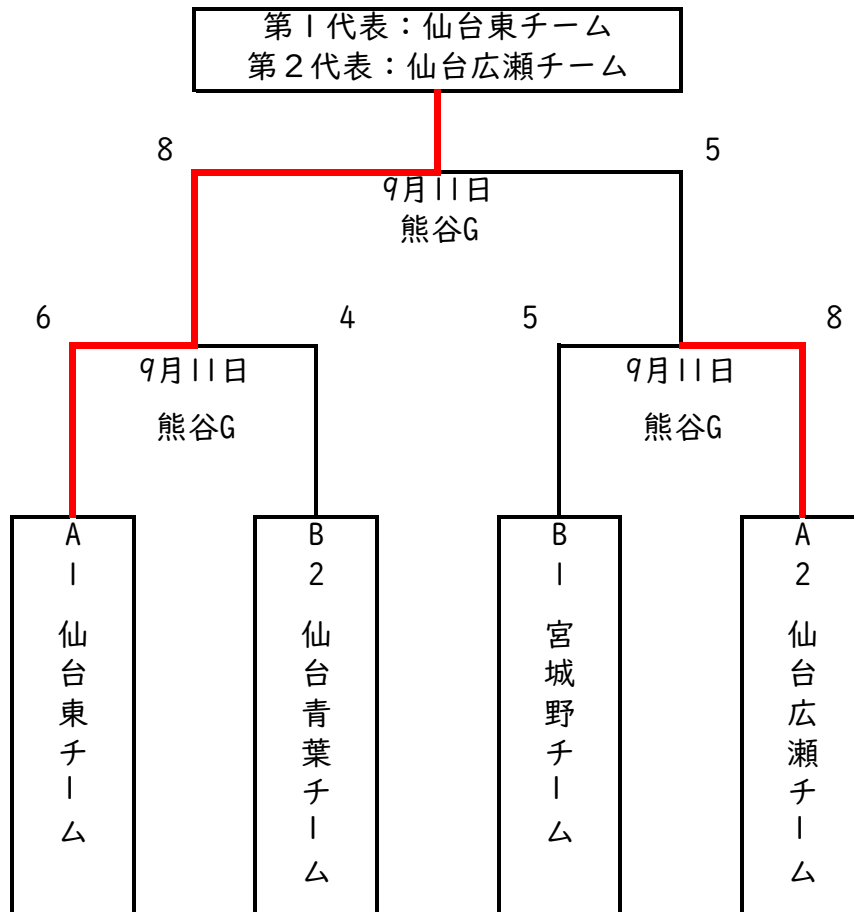 第1代表：仙台東チーム
第2代表：仙台広瀬チーム
8
5
9月11日
熊谷G
6
4
5
8
9月11日
熊谷G
9月11日
熊谷G
A1 仙台東チーム
B2 仙台青葉チーム
B1 宮城野チーム
A2 仙台広瀬チーム